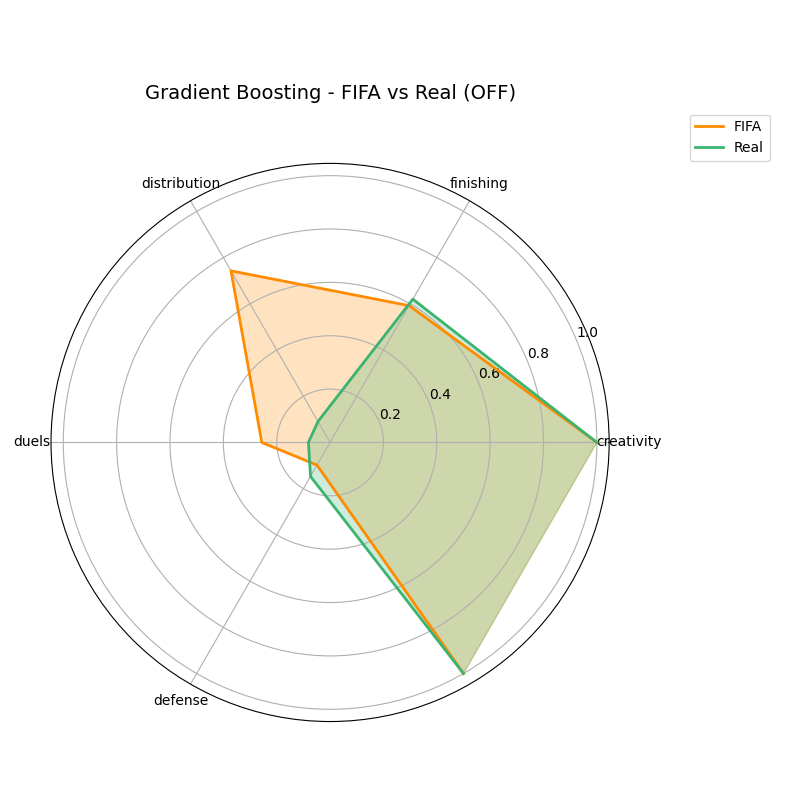 Gradient Boosting - FIFA vs Real (OFF)
FIFA
Real
distribution
finishing
1.0
0.8
0.6
0.4
0.2
duels
creativity
defense